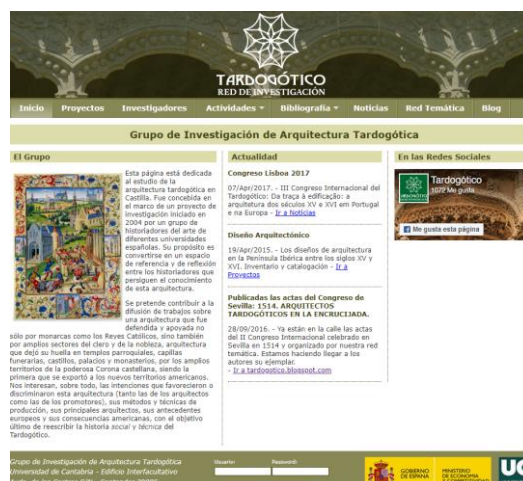 TARDOGÓTICO
RED DE INVESTIGACIÓN
Inicio Proyectos Investigadores Actividades Bibliografía Noticias Red Temática Blog
Grupo de Investigación de Arquitectura Tardogótica
El Grupo
Esta página está dedicada
al estudio de la
arquitectura tardogótica en
Castilla. Fue concebida en
el marco de un proyecto de
investigación iniciado en
2004 por un grupo de
historiadores del arte de
diferentes universidades
españolas. Su propósito es
convertirse en un espacio
de referencia y de reflexión
entre los historiadores que
persiguen el conocimiento
de esta arquitectura.
Se pretende contribuir a la
difusión de trabajos sobre
una arquitectura que fue
defendida y apoyada no
sólo por monarcas como los Reyes Católicos, sino también
por amplios sectores del clero y de la nobleza, arquitectura
que dejó su huella en templos parroquiales, capillas
funerarias, castillos, palacios y monasterios, por los amplios
territorios de la poderosa Corona castellana, siendo la
primera que se exportó a los nuevos territorios americanos.
Nos interesan, sobre todo, las intenciones que favorecieron o
discriminaron esta arquitectura (tanto las de los arquitectos
como las de los promotores), sus métodos y técnicas de
producción, sus principales arquitectos, sus antecedentes
europeos y sus consecuencias americanas, con el objetivo
último de reescribir la historia social y técnica del
Tardogótico.
Actualidad
Congreso Lisboa 2017
07/Apr/2017. - III Congreso Internacional del
Tardogótico: Da traça à edificação: a
arquitetura dos séculos XV e XVI em Portugal
e na Europa - Ir a Noticias
Diseño Arquitectónico
19/Apr/2015. - Los diseños de arquitectura
en la Península Ibérica entre los siglos XV y
XVI. Inventario y catalogación - Ir a
Proyectos
Publicadas las actas del Congreso de
Sevilla: 1514. ARQUITECTOS
TARDOGÓTICOS EN LA ENCRUCIJADA.
28/09/2016. - Ya están en la calle las actas
del II Congreso Internacional celebrado en
Sevilla en 1514 y organizado por nuestra red
temática. Estamos haciendo llegar a los
autores su ejemplar.
- Ir a tardogotico.blogspot.com
En las Redes Sociales
Tardogótico
1072 Me gusta
Me gusta esta página
Grupo de Investigación de Arquitectura Tardogótica
Universidad de Cantabria - Edificio Interfacultativo
Usuario: Password:
GOBIERNO
DE ESPAÑA
MINISTERIO
DE ECONOMÍA
UC